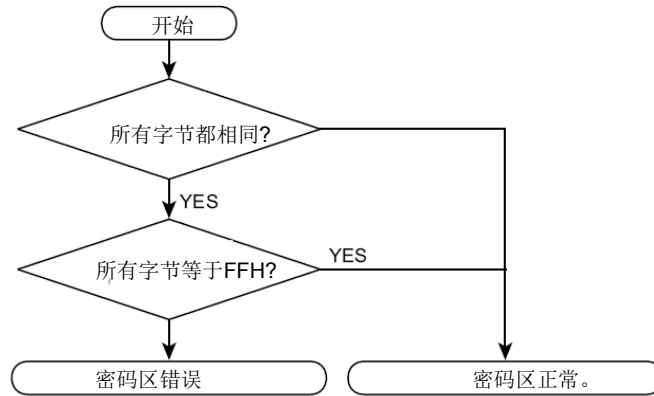 开始
所有字节都相同?
YES
所有字节等于FFH?
YES
密码区错误
密码区正常。